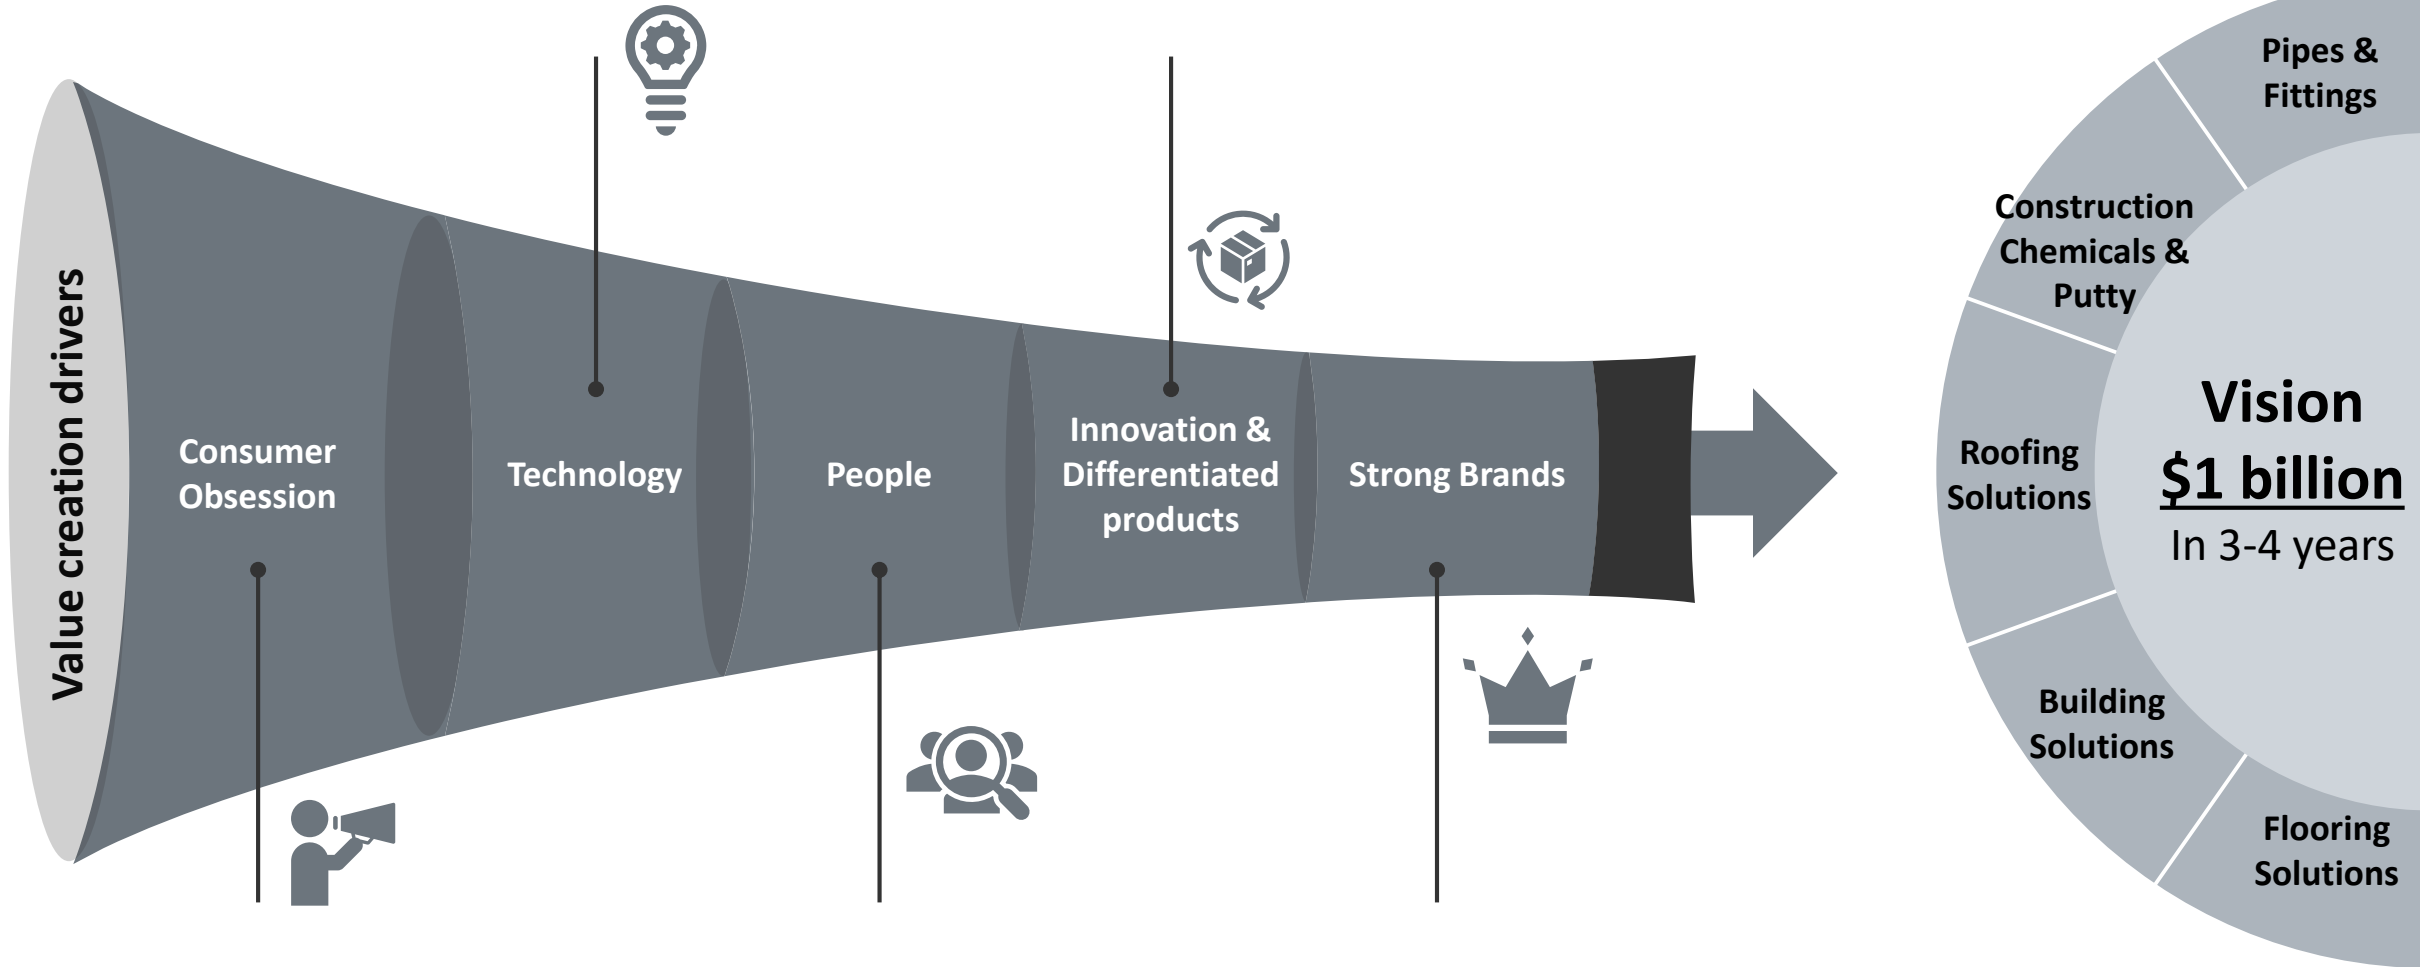 Value creation drivers
Consumer
Obsession
Technology
People
Innovation &
Differentiated
products
Strong Brands
Pipes &
Fittings
Construction
Chemicals &
Putty
Roofing
Solutions
Building
Solutions
Flooring
Solutions
Vision
$1 billion
In 3-4 years